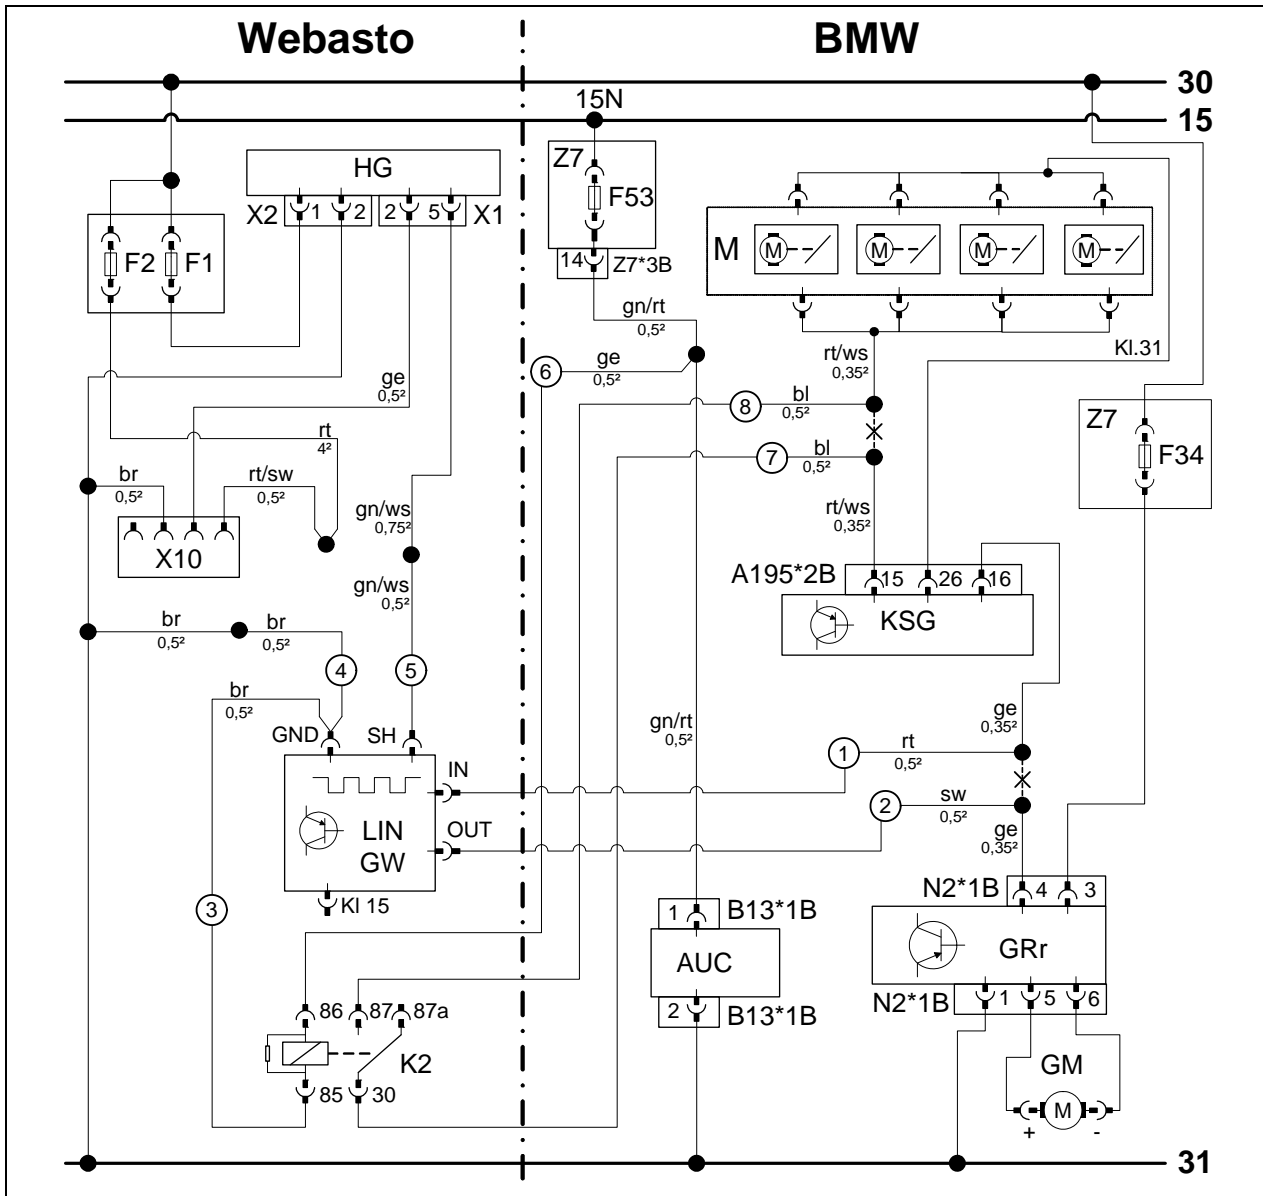 Webasto
BMW
30
15N
15
HG
Z7
F53
X2
1
2
2
5
X1
F2
F1
14
Z7*3B
M
M
M
M
M
gn/rt
0,5²
6
ge
0,5²
rt/ws
0,35²
Kl.31
ge
0,5²
8
bl
0,5²
Z7
F34
rt
4²
7
bl
0,5²
br
0,5²
rt/sw
0,5²
gn/ws
0,75²
rt/ws
0,35²
X10
A195*2B
15
26
16
gn/ws
0,5²
KSG
br
0,5²
br
0,5²
4
5
br
0,5²
gn/rt
0,5²
ge
0,35²
GND
SH
1
rt
0,5²
IN
2
sw
0,5²
LIN
GW
OUT
ge
0,35²
Kl 15
N2*1B
4
3
3
1
B13*1B
GRr
AUC
86
87
87a
2
B13*1B
N2*1B
1
5
6
K2
GM
85
30
M
+
-
31